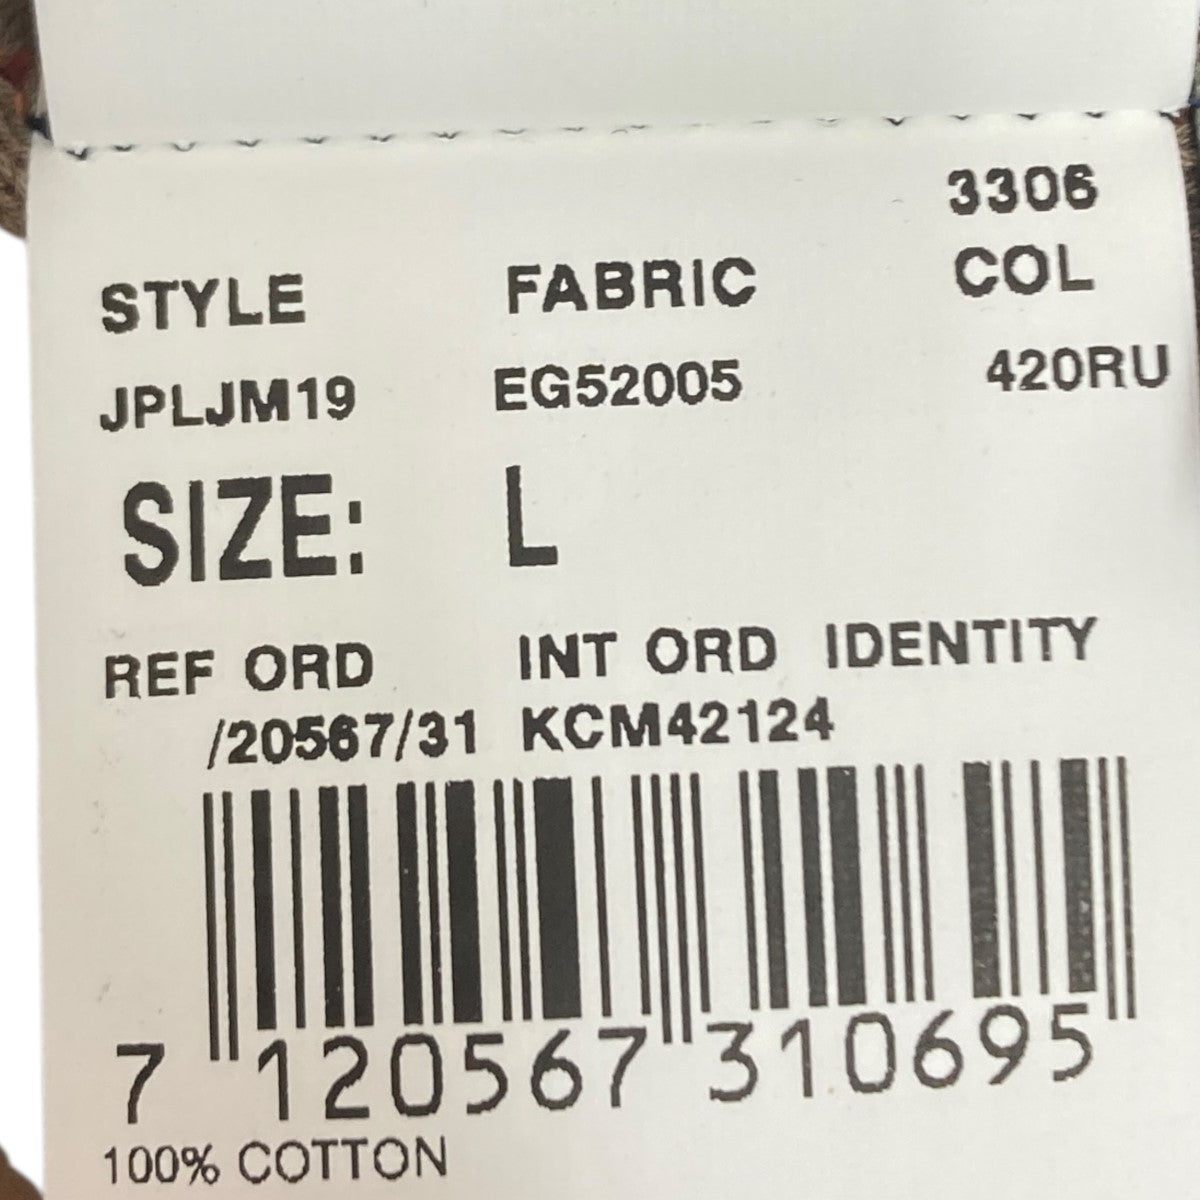 3306
STYLE FABRIC COL
JPLJM19 EG52005 420RU
SIZE: L
REF ORD INT ORD IDENTITY
/20567/31 KCM42124
7 120567 310695
100% COTTON